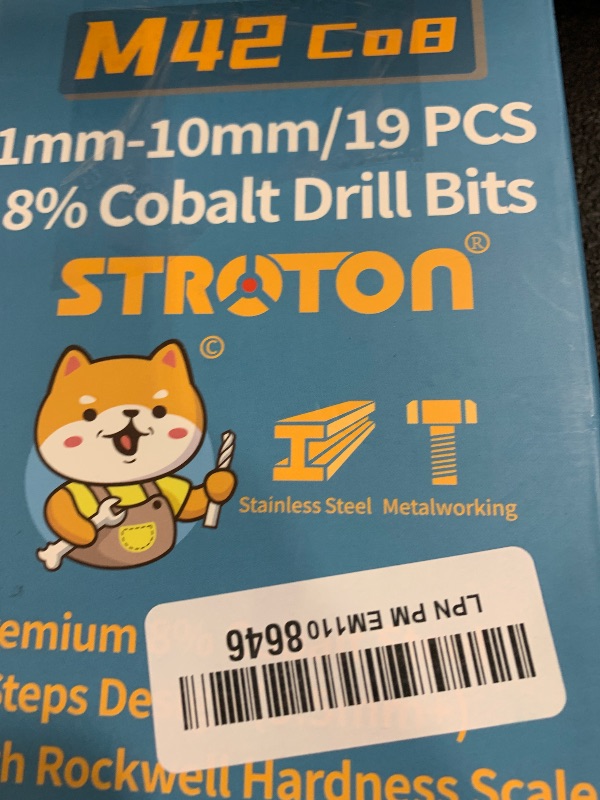 M42 Co8
1mm-10mm/19 PCS
8% Cobalt Drill Bits
STROTON®
©
Stainless Steel Metalworking
emium 8%
LPN PM EM110 8646
Steps De
h Rockwell Hardness Scale